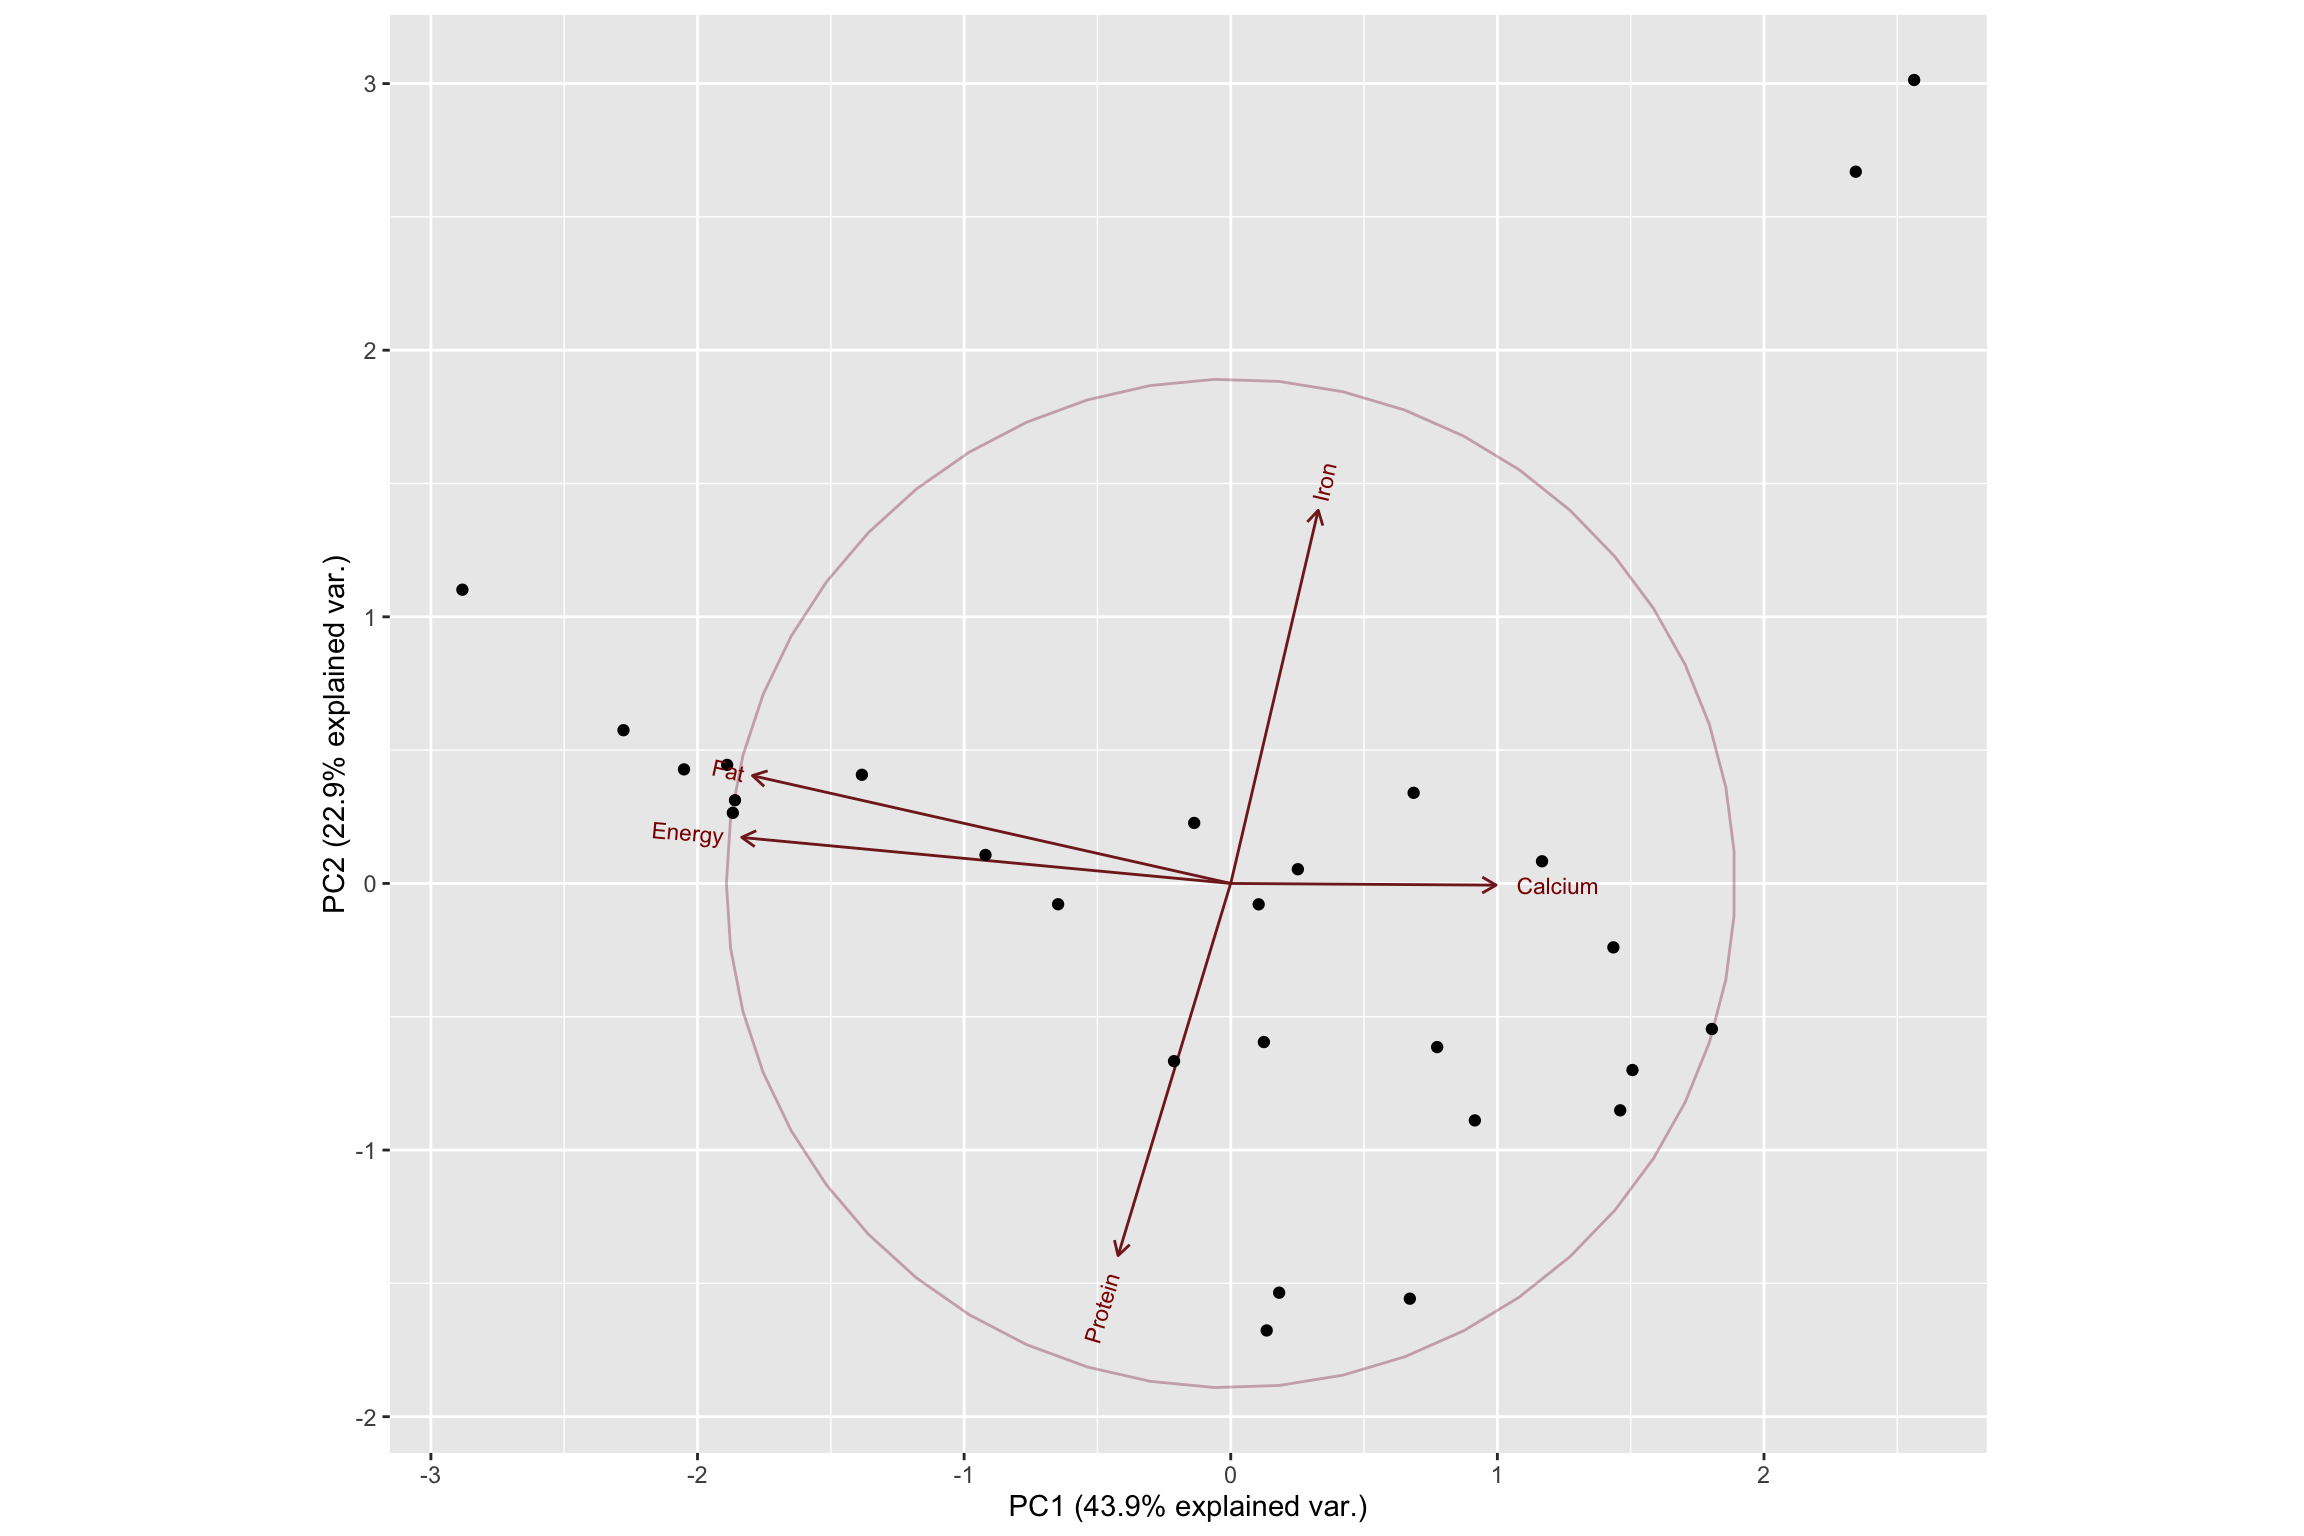 3
2
1
0
-1
-2
PC2 (22.9% explained var.)
Iron
Fat
Energy
Calcium
Protein
-3
-2
-1
0
1
2
PC1 (43.9% explained var.)